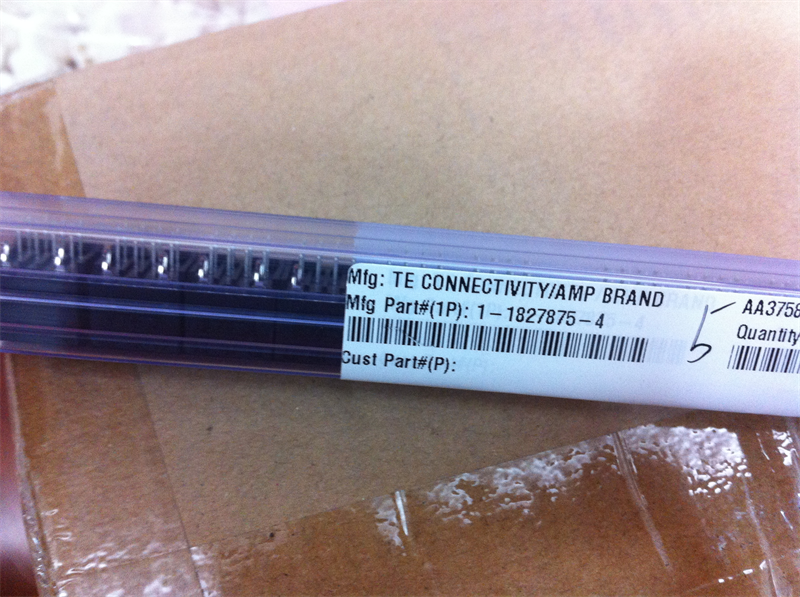 Mfg: TE CONNECTIVITY/AMP BRAND
Mfg Part#(1P): 1-1827875-4
Cust Part#(P):
5
AA3758
Quantity